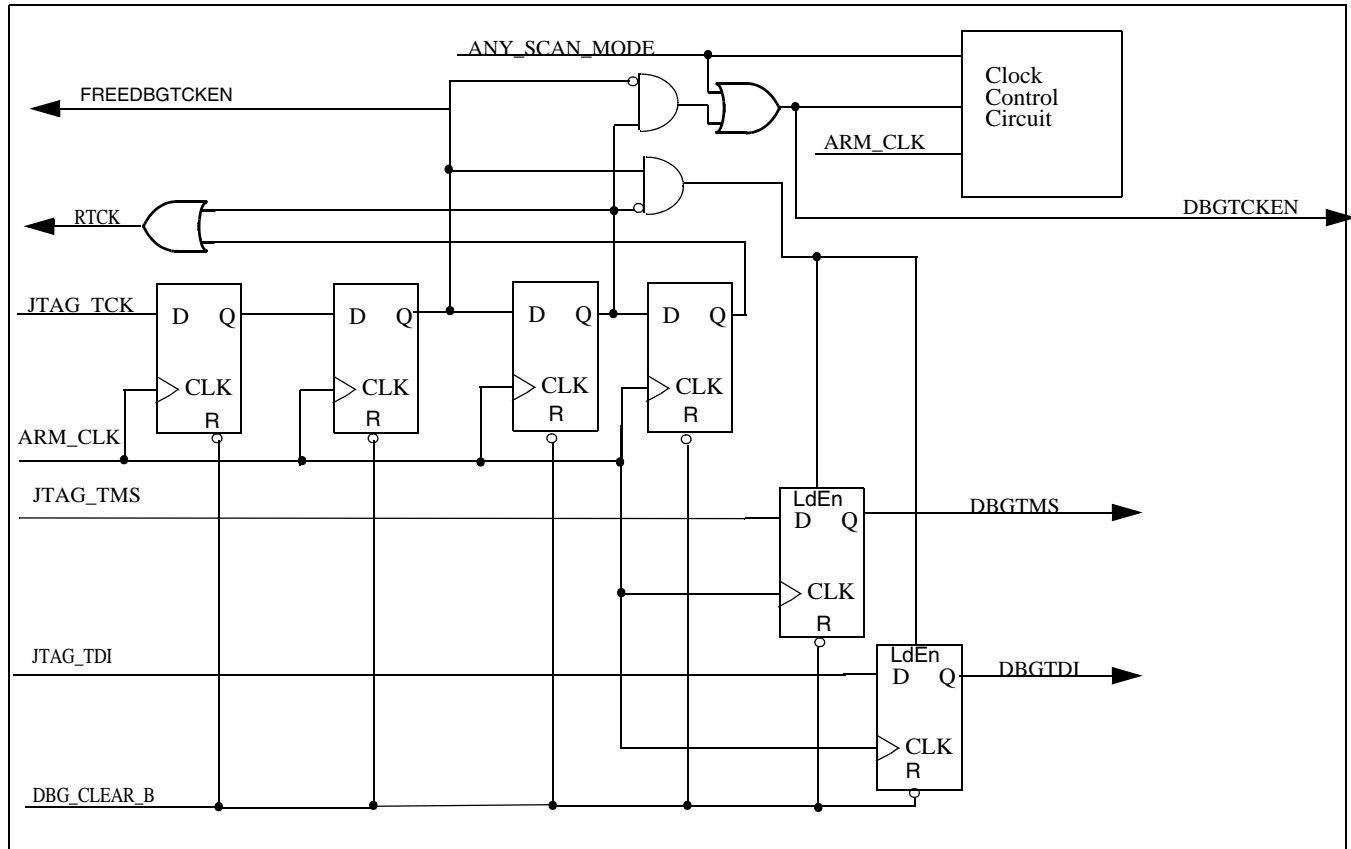 ANY_SCAN_MODE
Clock
Control
Circuit
FREEDBGTCKEN
ARM_CLK
RTCK
DBGTCKEN
JTAG_TCK
D Q
D Q
D Q
D Q
CLK
CLK
CLK
CLK
R
R
R
R
ARM_CLK
JTAG_TMS
LdEn
D Q
DBGTMS
CLK
R
JTAG_TDI
LdEn
D Q
DBGTDI
CLK
R
DBG_CLEAR_B